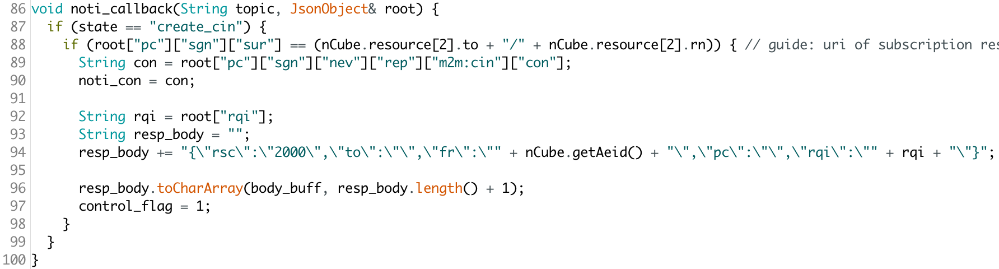 86 void noti_callback(String topic, JsonObject& root) {
87   if (state == "create_cin") {
88     if (root["pc"]["sgn"]["sur"] == (nCube.resource[2].to + "/" + nCube.resource[2].rn)) { // guide: uri of subscription
89       String con = root["pc"]["sgn"]["nev"]["rep"]["m2m:cin"]["con"];
90       noti_con = con;
91
92       String rqi = root["rqi"];
93       String resp_body = "";
94       resp_body += "{\"rsc\":\"2000\",\"to\":\"\",\"fr\":\"" + nCube.getAeid() + "\",\"pc\":\"\",\"rqi\":\"" + rqi + "\"}";
95
96       resp_body.toCharArray(body_buff, resp_body.length() + 1);
97       control_flag = 1;
98     }
99   }
100 }